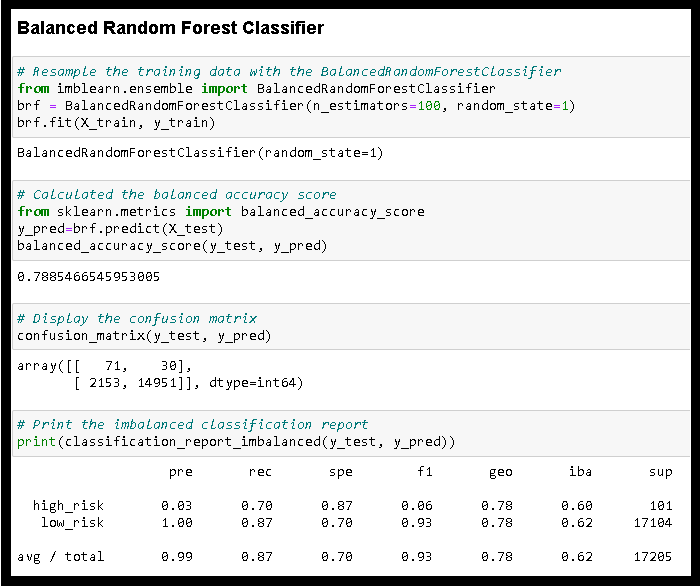 Balanced Random Forest Classifier
# Resample the training data with the BalancedRandomForestClassifier
from imblearn.ensemble import BalancedRandomForestClassifier
brf = BalancedRandomForestClassifier(n_estimators=100, random_state=1)
brf.fit(X_train, y_train)
BalancedRandomForestClassifier(random_state=1)
# Calculated the balanced accuracy score
from sklearn.metrics import balanced_accuracy_score
y_pred=brf.predict(X_test)
balanced_accuracy_score(y_test, y_pred)
0.7885466545953005
# Display the confusion matrix
confusion_matrix(y_test, y_pred)
array([[   71,    30],
       [ 2153, 14951]], dtype=int64)
# Print the imbalanced classification report
print(classification_report_imbalanced(y_test, y_pred))
pre rec spe f1 geo iba sup
high_risk 0.03 0.70 0.87 0.06 0.78 0.60 101
low_risk 1.00 0.87 0.70 0.93 0.78 0.62 17104
avg / total 0.99 0.87 0.70 0.93 0.78 0.62 17205